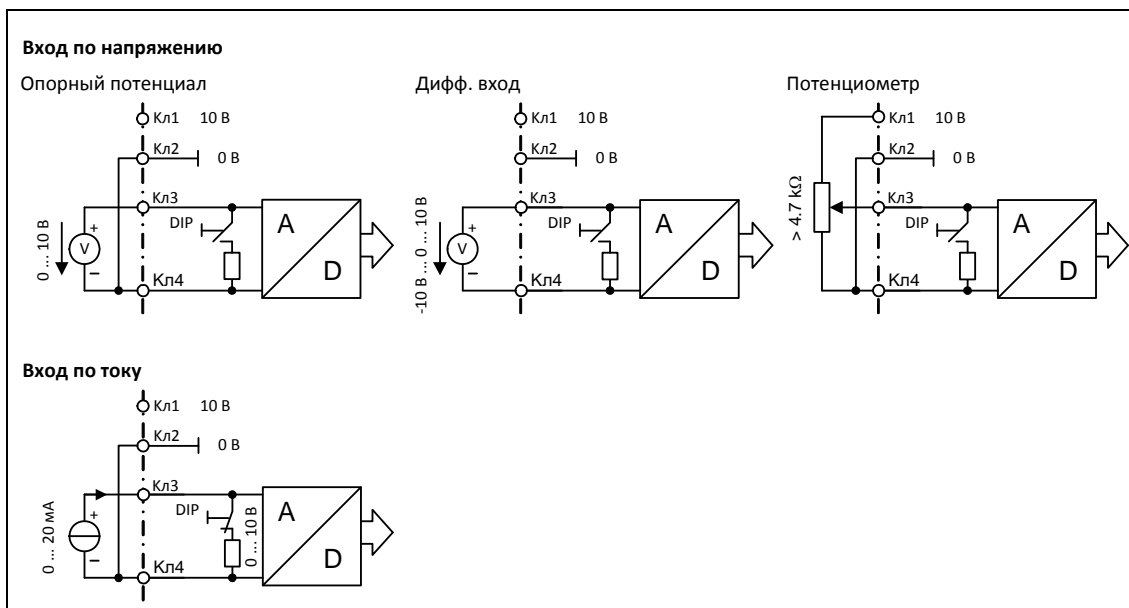 Вход по напряжению
Опорный потенциал
Кл1 10 В
Кл2
0 В
Кл3
DIP
0 ... 10 В
V
+
–
Кл4
A
D
Дифф. вход
Кл1 10 В
Кл2
0 В
Кл3
DIP
-10 В ... 0 ... 10 В
V
+
–
Кл4
A
D
Потенциометр
Кл1 10 В
Кл2
0 В
Кл3
DIP
> 4.7 kΩ
Кл4
A
D
Вход по току
Кл1 10 В
Кл2
0 В
Кл3
DIP
0 ... 20 мА
+
–
0 ... 10 В
Кл4
A
D